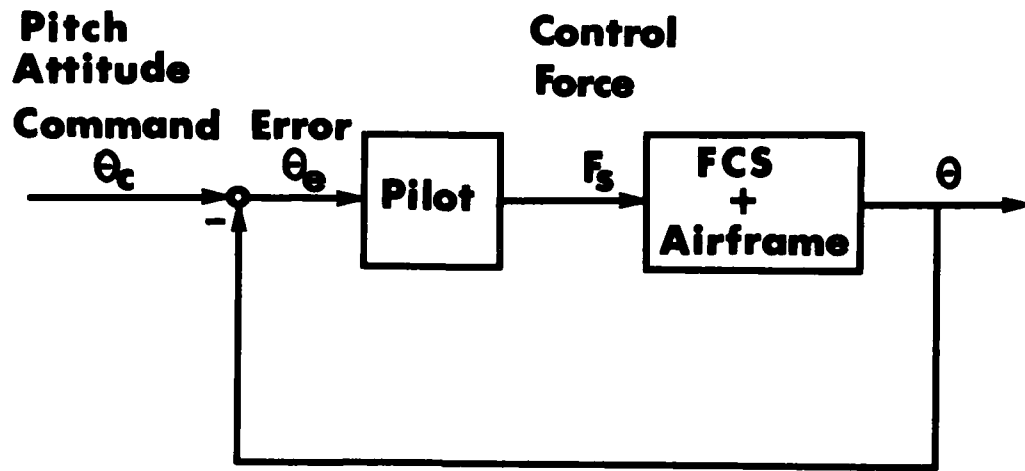 Pitch
Attitude
Command
θc
Error
θe
Pilot
Control
Force
Fs
FCS
+
Airframe
θ
−